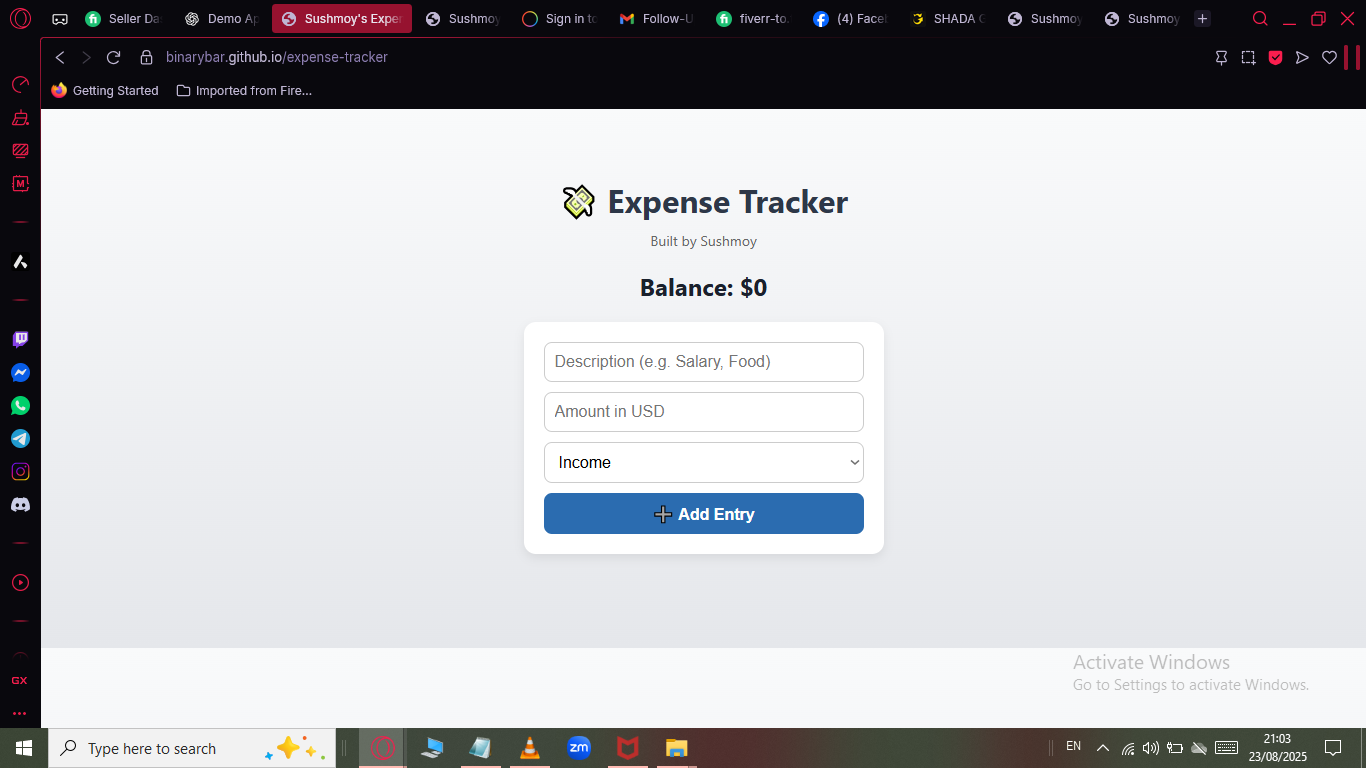 Seller Da
Demo Ap
Sushmoy's Exper
Sushmoy
Sign in to
Follow-U
fiverr-to.
(4) Facel
SHADA G
Sushmoy
Sushmoy
binarybar.github.io/expense-tracker
Getting Started
Imported from Fire...
M
Expense Tracker
Built by Sushmoy
Balance: $0
Description (e.g. Salary, Food)
Amount in USD
Income
Add Entry
Activate Windows
Go to Settings to activate Windows.
GX
Type here to search
zm
EN
21:03
23/08/2025